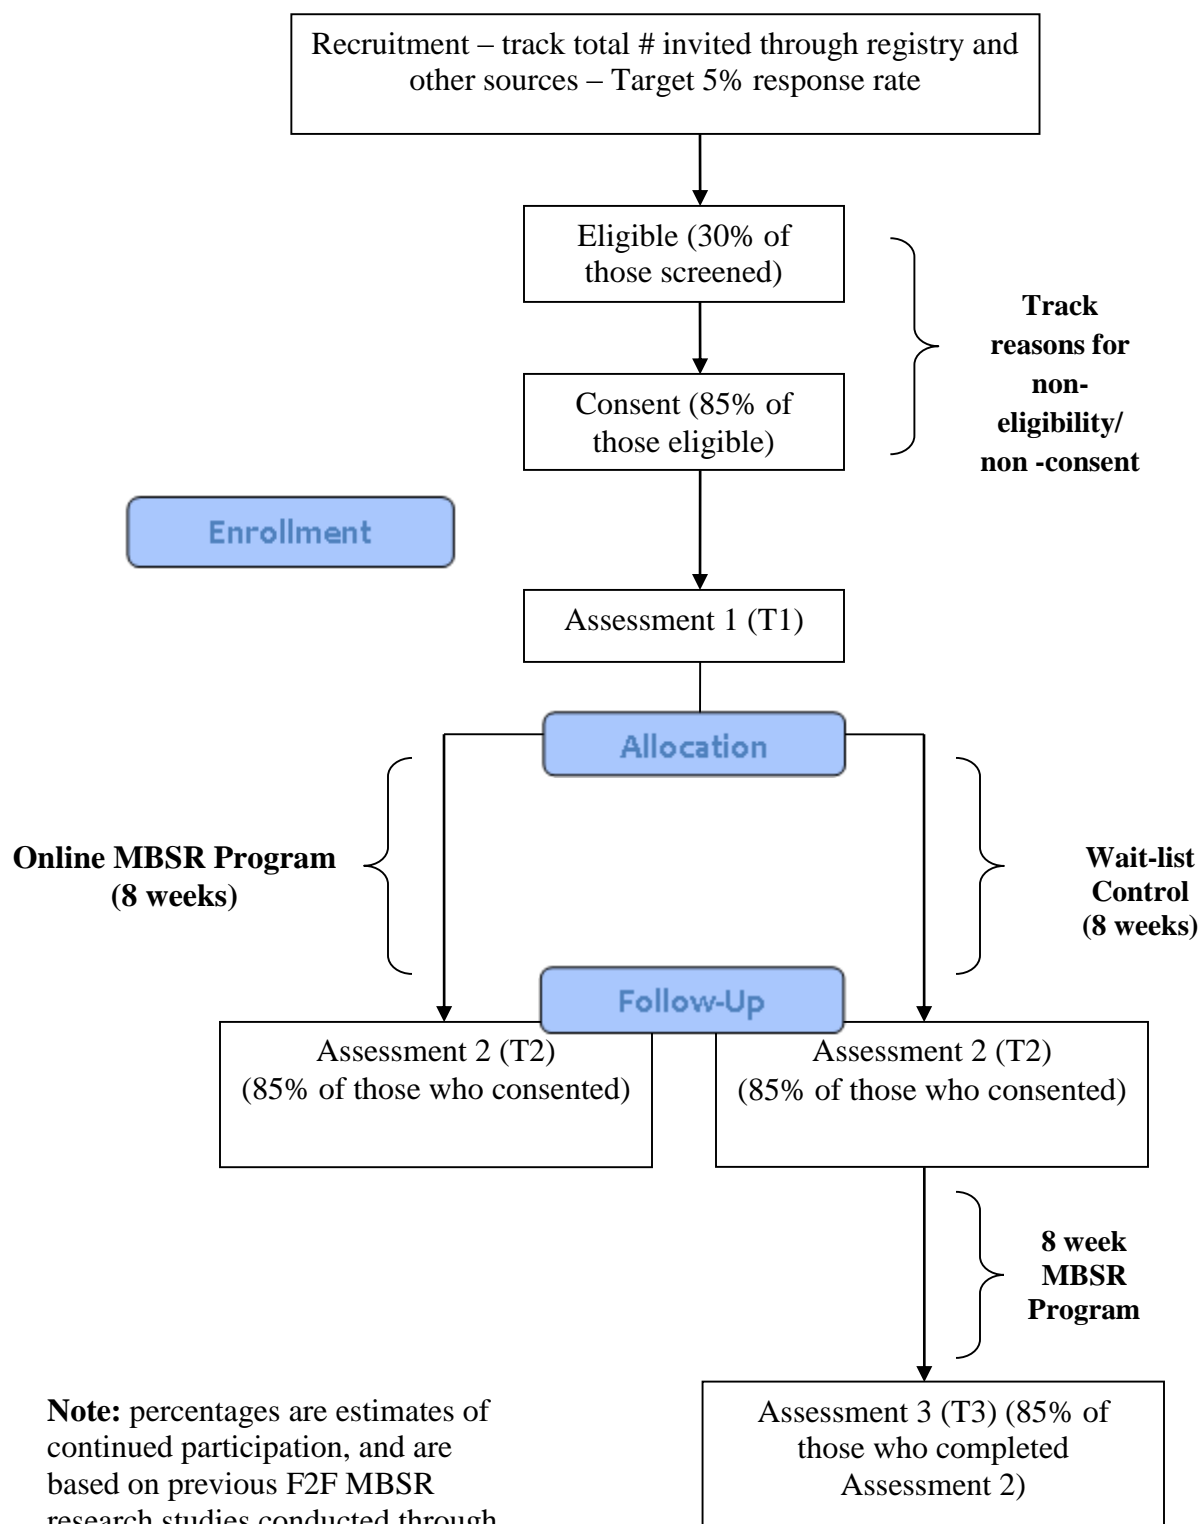 Recruitment – track total # invited through registry and
other sources – Target 5% response rate
Eligible (30% of
those screened)
Track
reasons for
non-
eligibility/
non -consent
Consent (85% of
those eligible)
Enrollment
Assessment 1 (T1)
Allocation
Online MBSR Program
(8 weeks)
Wait-list
Control
(8 weeks)
Follow-Up
Assessment 2 (T2)
(85% of those who consented)
Assessment 2 (T2)
(85% of those who consented)
8 week
MBSR
Program
Note: percentages are estimates of
continued participation, and are
based on previous F2F MBSR
research studies conducted through
Assessment 3 (T3) (85% of
those who completed
Assessment 2)